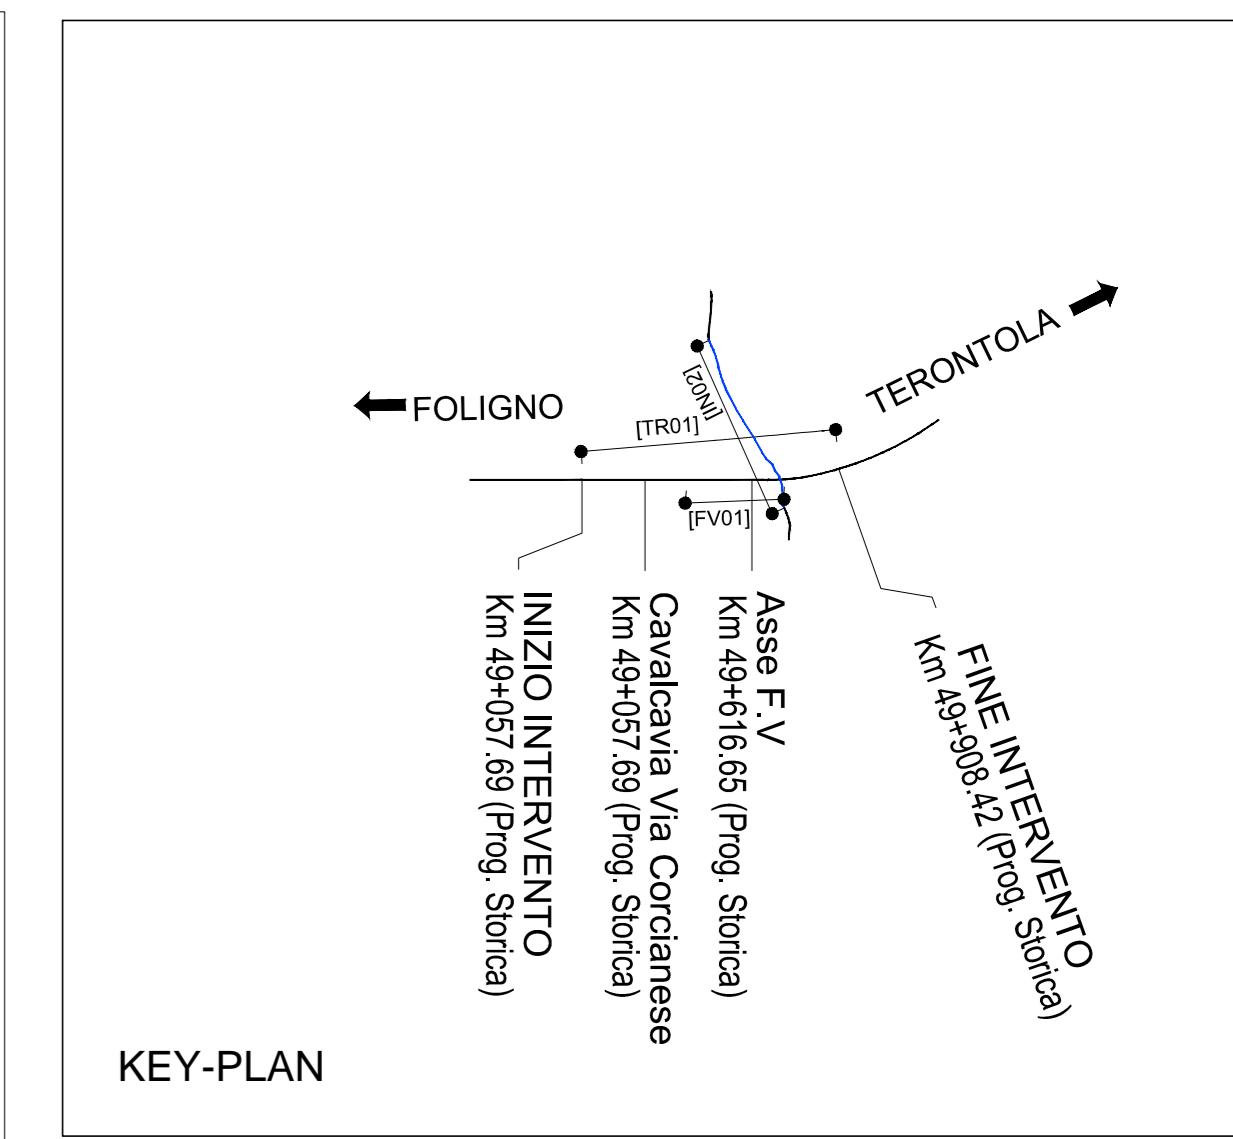 TERONTOLA
FOLIGNO
[IN02]
[TR01]
[FV01]
INIZIO INTERVENTO
Km 49+057.69 (Prog. Storica)
Cavalcavia Via Corcianese
Km 49+057.69 (Prog. Storica)
Asse F.V
Km 49+616.65 (Prog. Storica)
FINE INTERVENTO
Km 49+908.42 (Prog. Storica)
KEY-PLAN